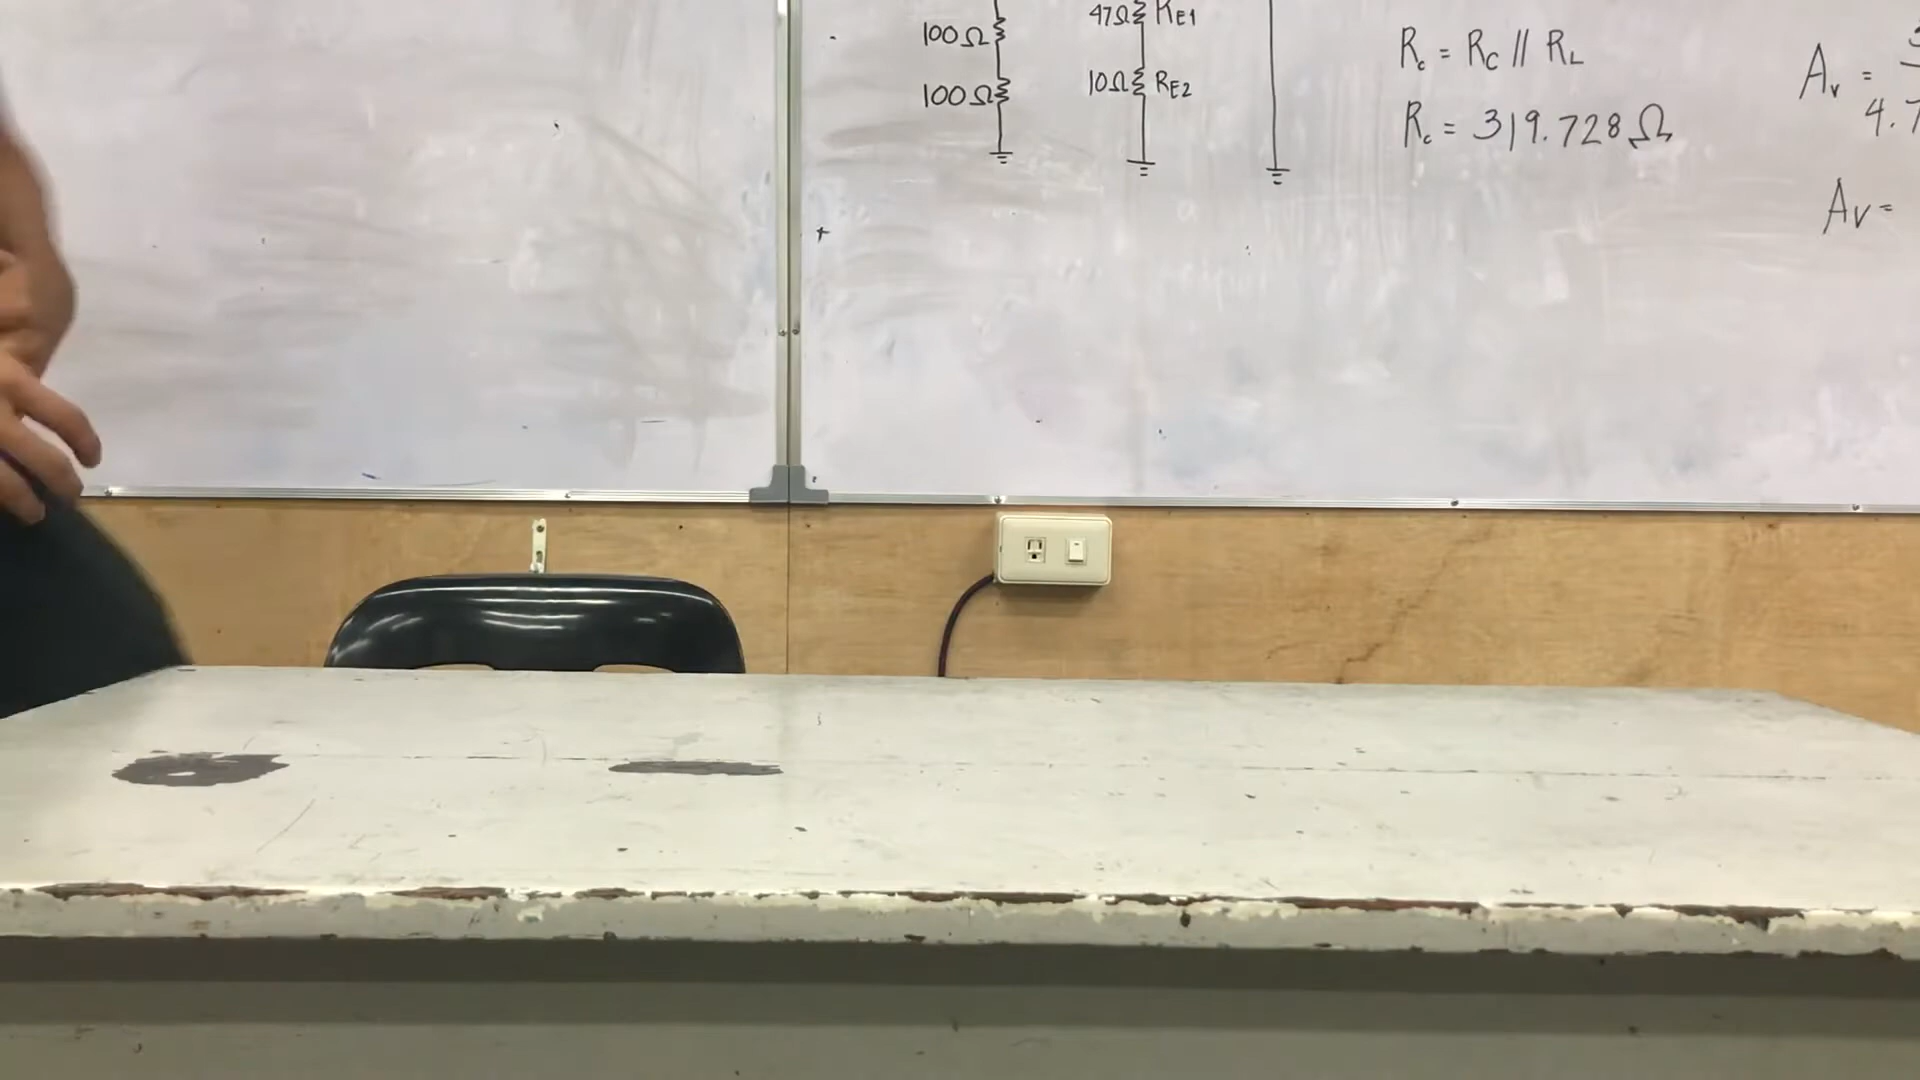 100Ω
100Ω
47Ω RE1
10Ω RE2
Rc = RC // RL
Rc = 319.728Ω
Av =
4.7
Av =